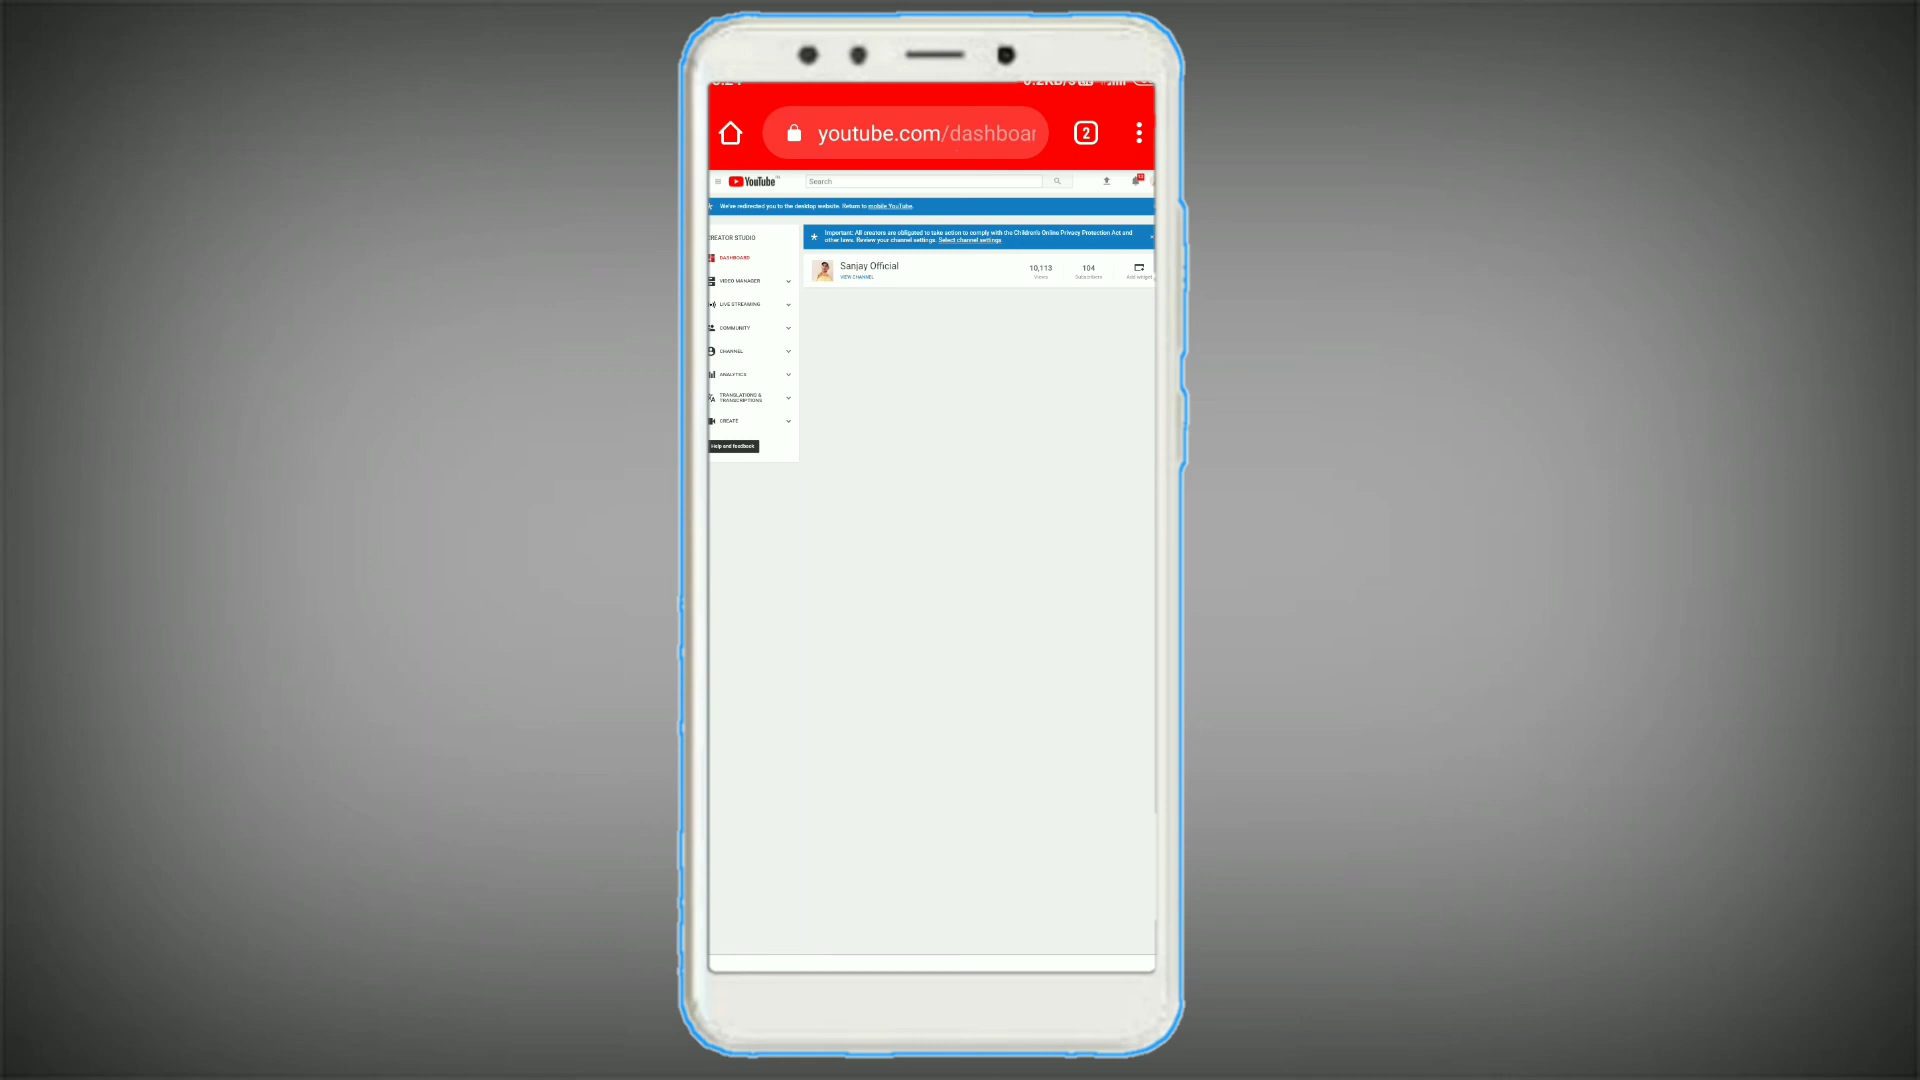 youtube.com/dashboar
2
YouTube IN
Search
We've redirected you to the desktop website. Return to mobile YouTube.
CREATOR STUDIO
Important: All creators are obligated to take action to comply with the Children's Online Privacy Protection Act and
other laws. Review your channel settings. Select channel settings
DASHBOARD
Sanjay Official
VIEW CHANNEL
10,113
Views
104
Subscribers
Add widget
VIDEO MANAGER
LIVE STREAMING
COMMUNITY
CHANNEL
ANALYTICS
TRANSLATIONS &
TRANSCRIPTIONS
CREATE
Help and feedback